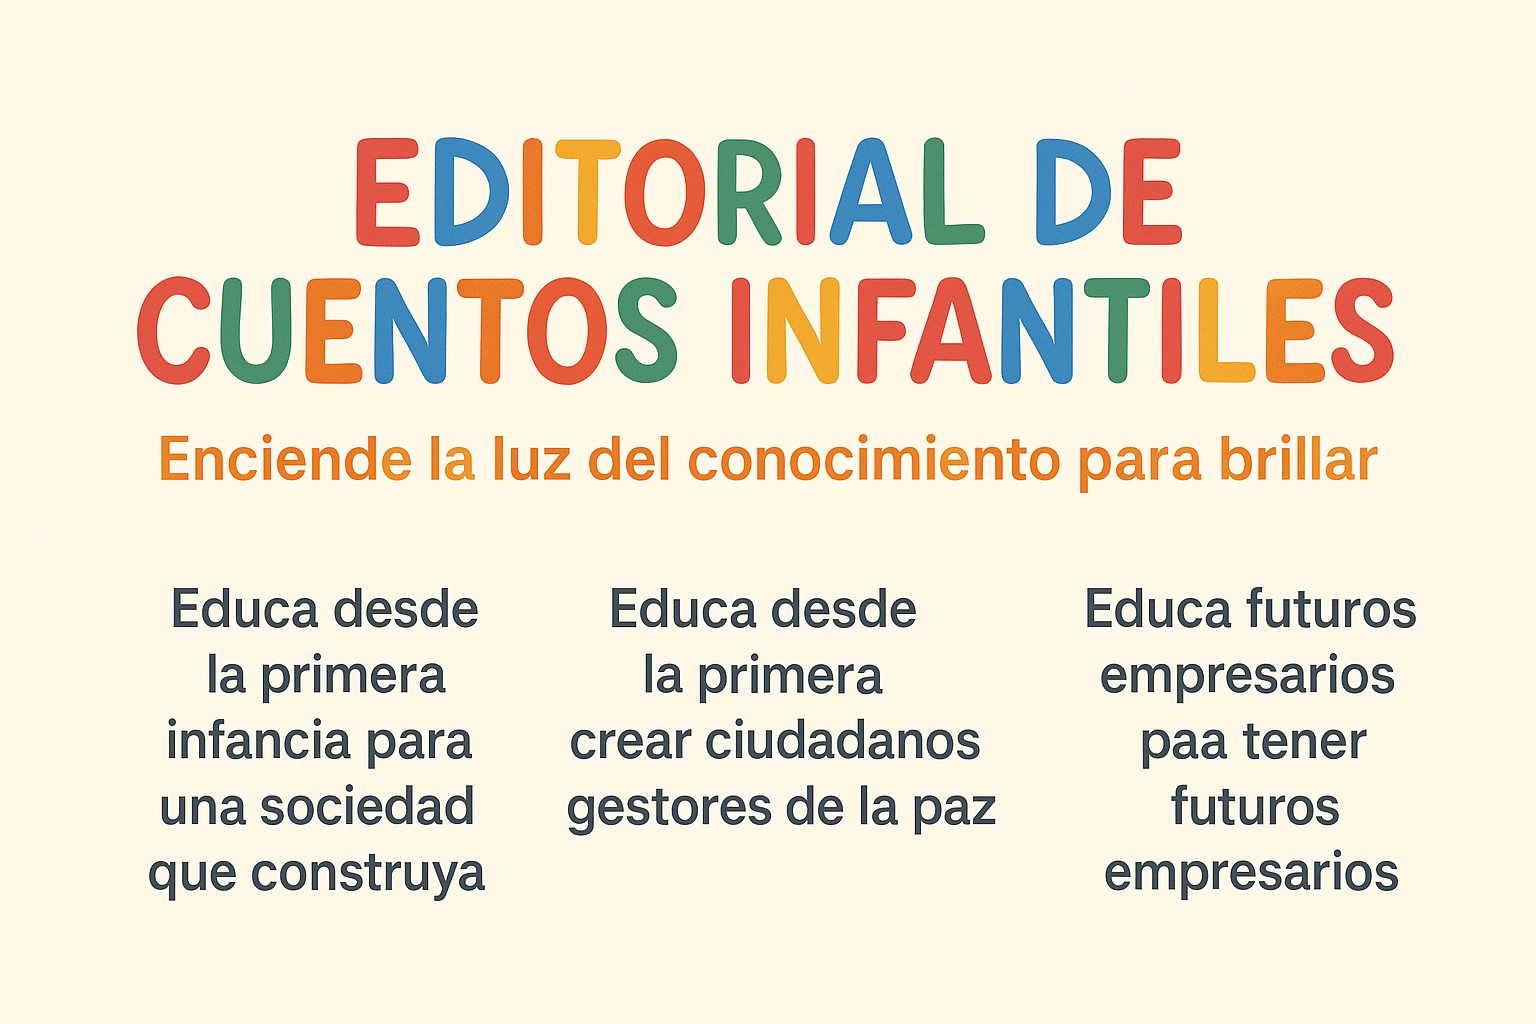 EDITORIAL DE
CUENTOS INFANTILES
Enciende la luz del conocimiento para brillar
Educa desde
la primera
infancia para
una sociedad
que construya
Educa desde
la primera
crear ciudadanos
gestores de la paz
Educa futuros
empresarios
paa tener
futuros
empresarios